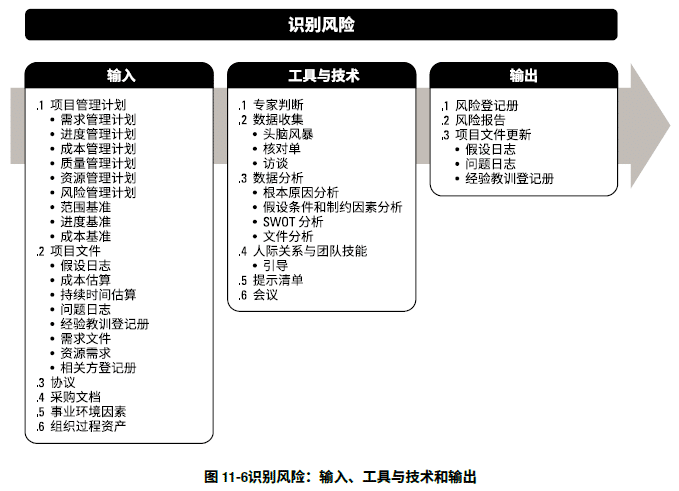 识别风险
输入
.1 项目管理计划
• 需求管理计划
• 进度管理计划
• 成本管理计划
• 质量管理计划
• 资源管理计划
• 风险管理计划
• 范围基准
• 进度基准
• 成本基准
.2 项目文件
• 假设日志
• 成本估算
• 持续时间估算
• 问题日志
• 经验教训登记册
• 需求文件
• 资源需求
• 相关方登记册
.3 协议
.4 采购文档
.5 事业环境因素
.6 组织过程资产
工具与技术
.1 专家判断
.2 数据收集
• 头脑风暴
• 核对单
• 访谈
.3 数据分析
• 根本原因分析
• 假设条件和制约因素分析
• SWOT 分析
• 文件分析
.4 人际关系与团队技能
• 引导
.5 提示清单
.6 会议
输出
.1 风险登记册
.2 风险报告
.3 项目文件更新
• 假设日志
• 问题日志
• 经验教训登记册
图 11-6识别风险：输入、工具与技术和输出